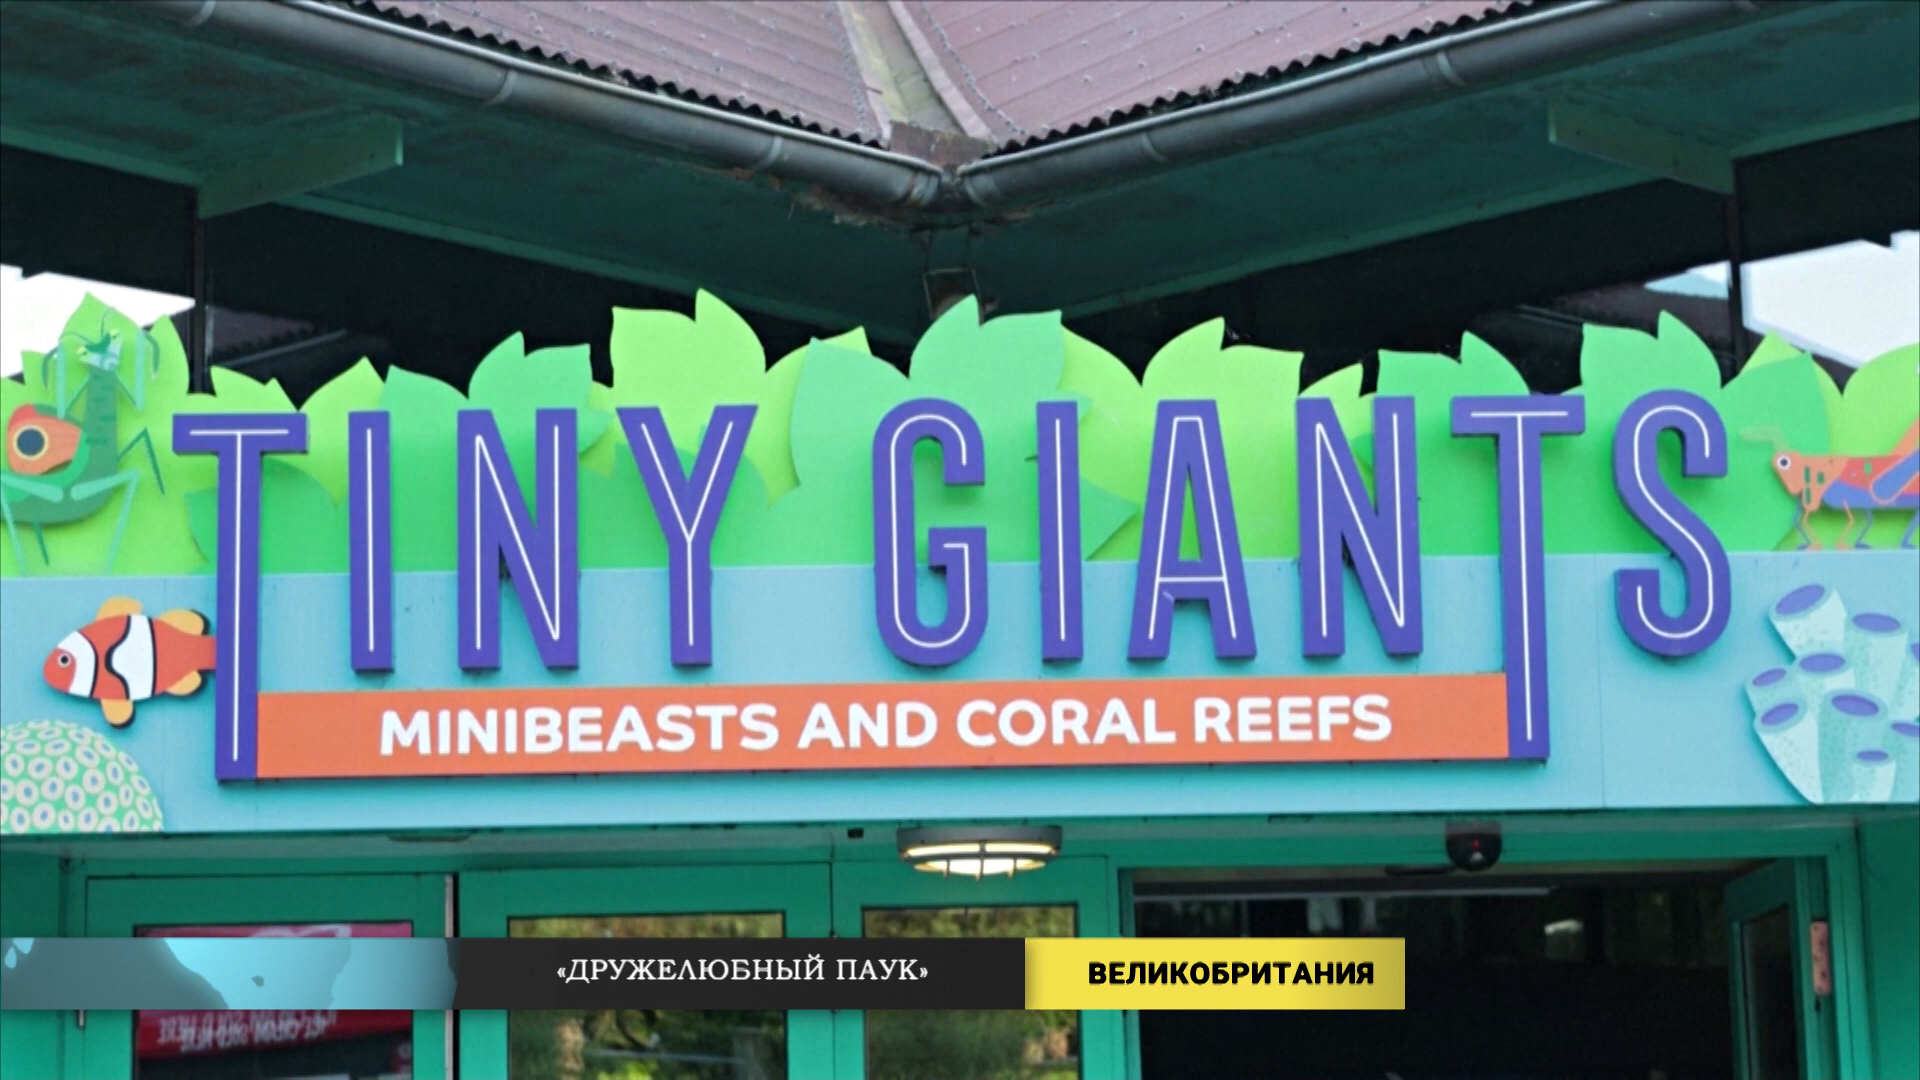 TINY GIANTS
MINIBEASTS AND CORAL REEFS
«ДРУЖЕЛЮБНЫЙ ПАУК» ВЕЛИКОБРИТАНИЯ